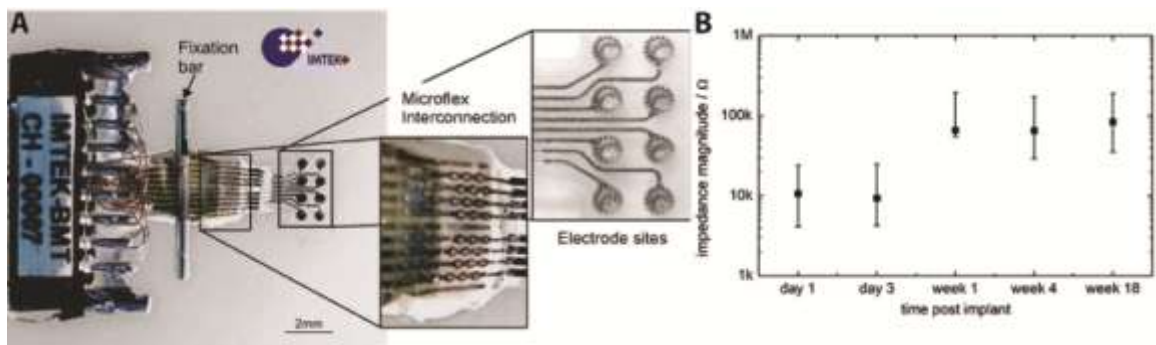 A
Fixation
bar
IMTEK
Microflex
Interconnection
IMTEK-BMT
CH - 00007
2mm
Electrode sites
B
impedance magnitude / Ω
1M
100k
10k
1k
day 1
day 3
week 1
week 4
week 18
time post implant